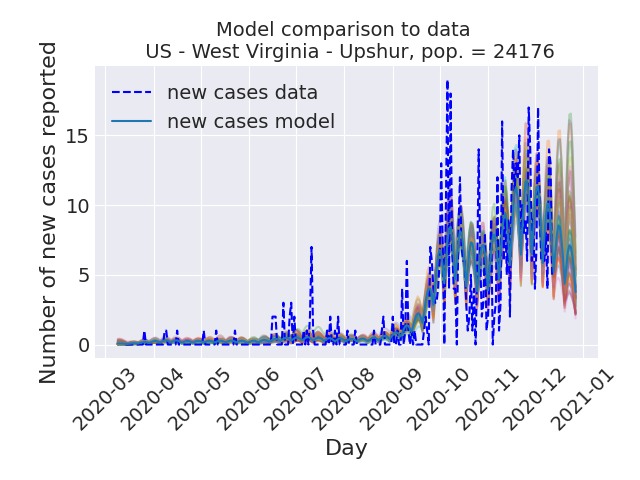 Model comparison to data
US - West Virginia - Upshur, pop. = 24176
new cases data
new cases model
Number of new cases reported
15
10
5
0
2020-03
2020-04
2020-05
2020-06
2020-07
2020-08
2020-09
2020-10
2020-11
2020-12
2021-01
Day